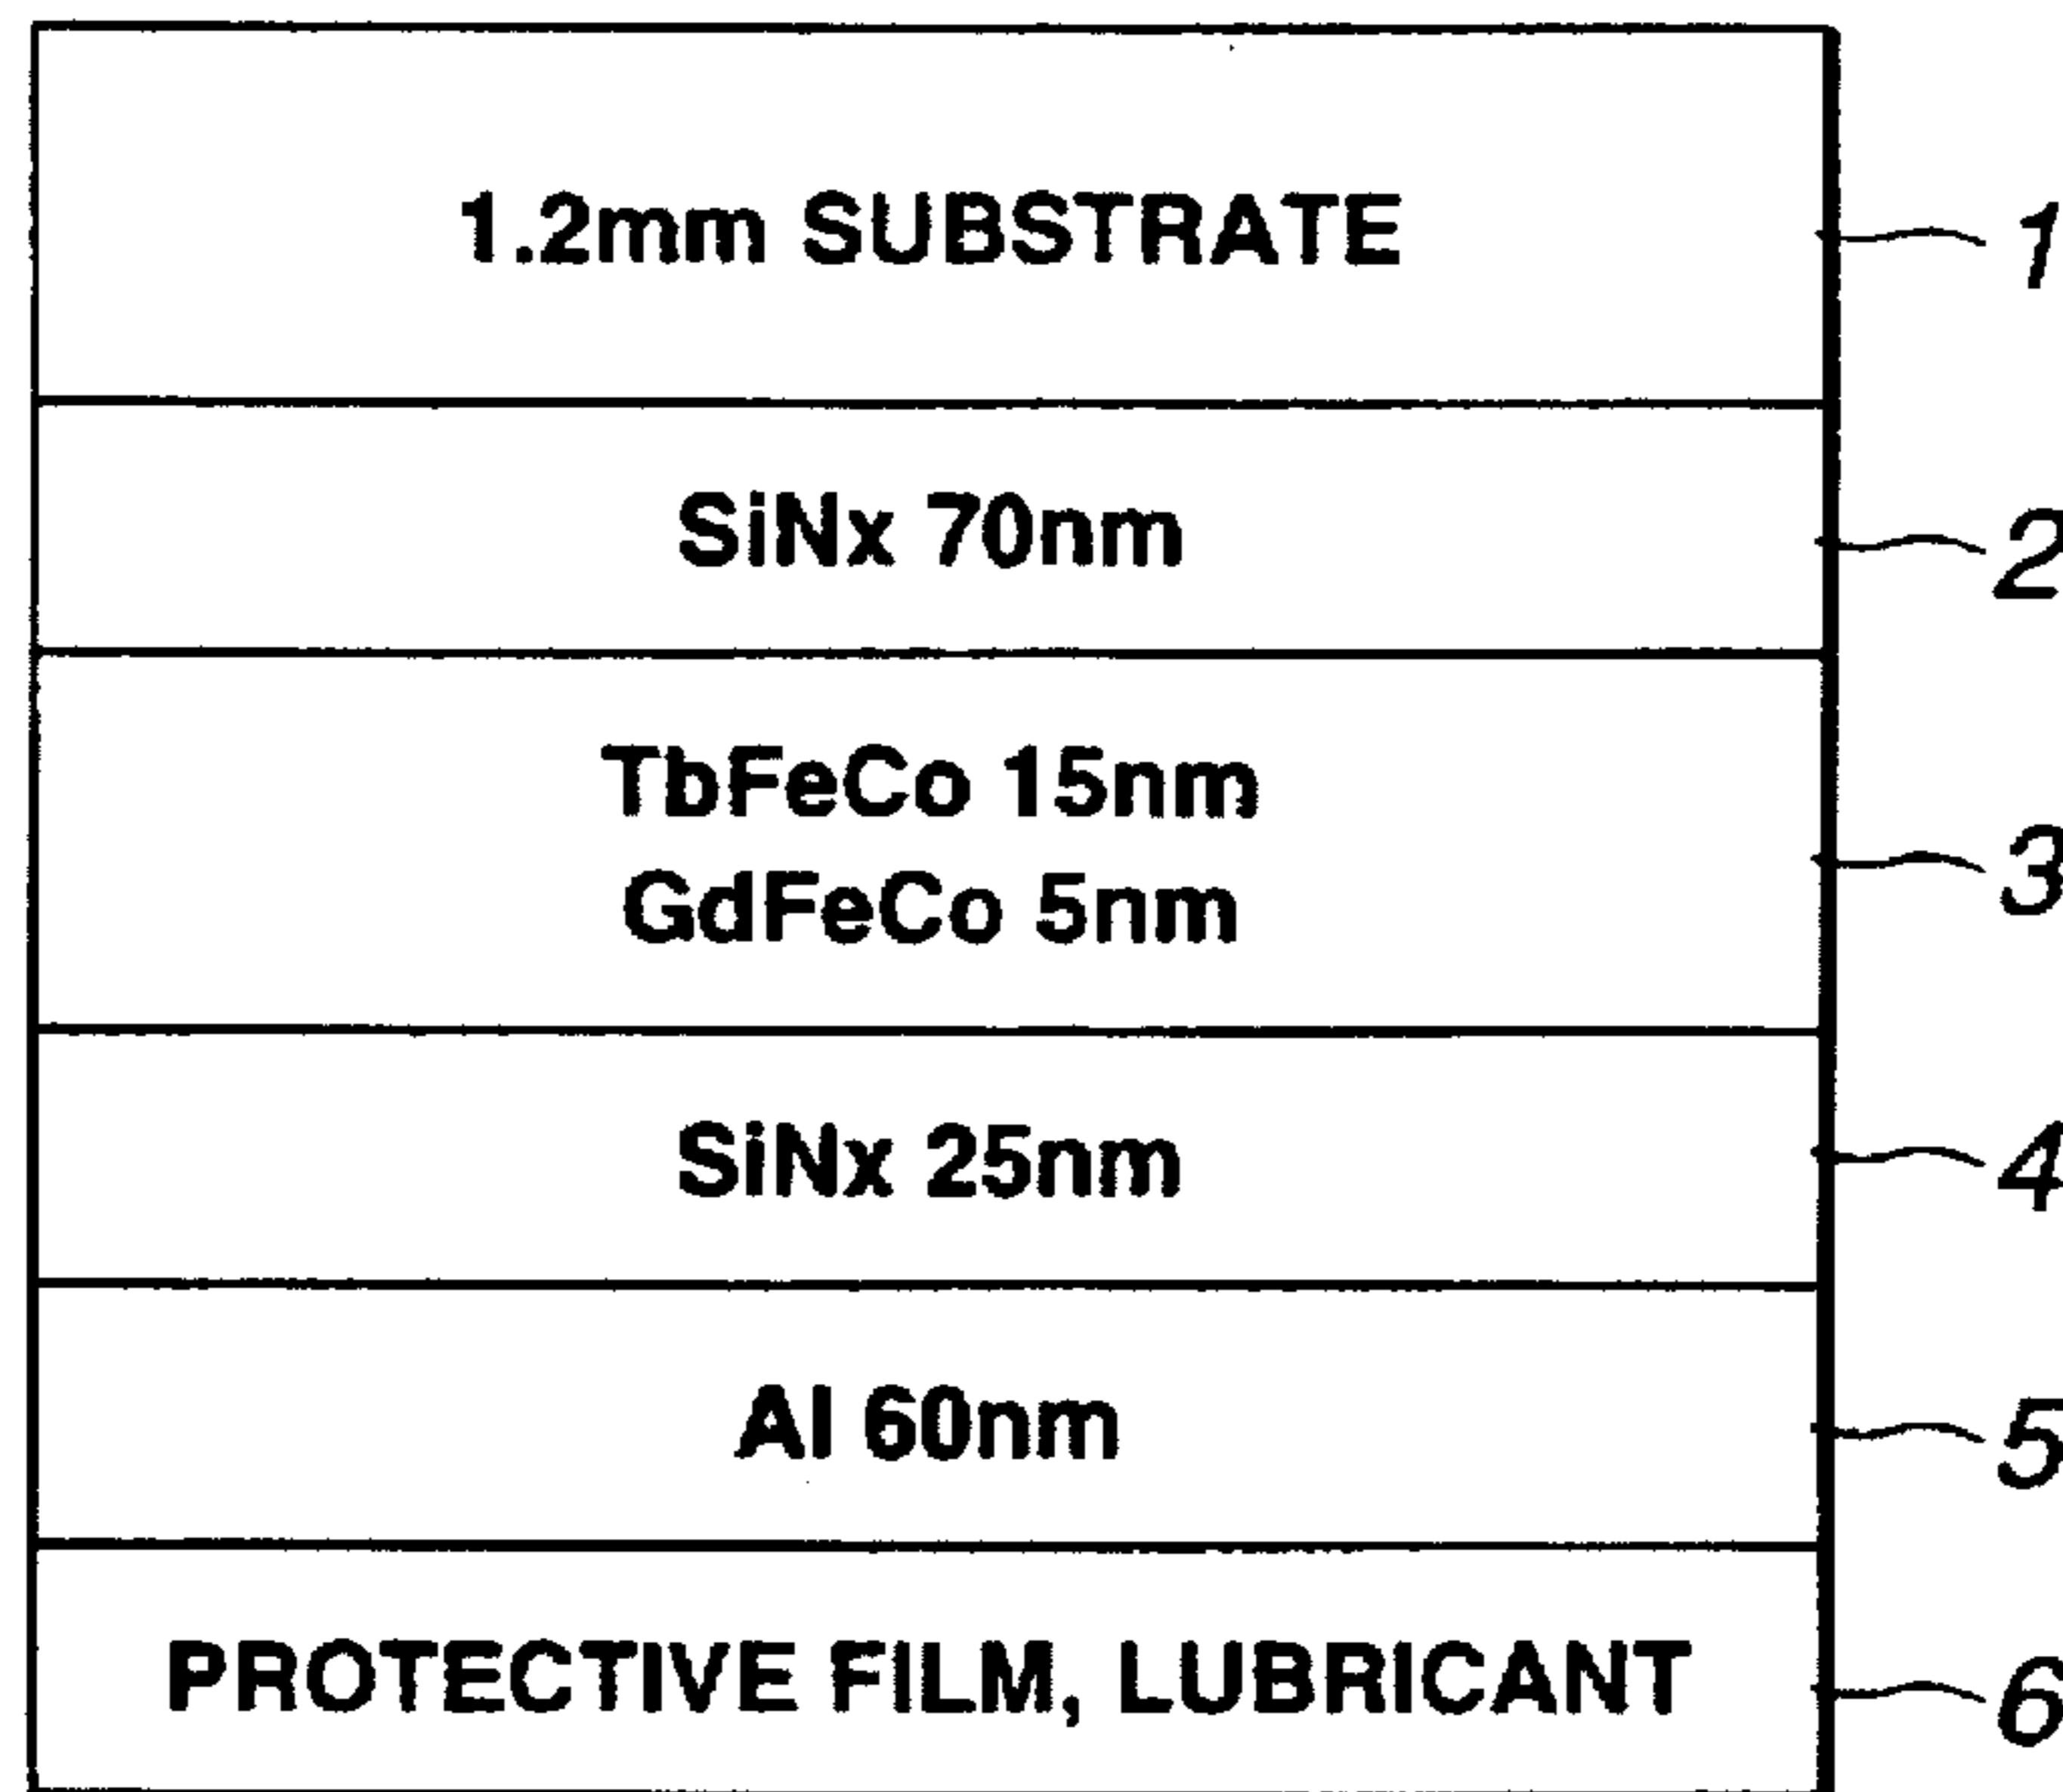 1.2mm SUBSTRATE
1
SiNx 70nm
2
TbFeCo 15nm
GdFeCo 5nm
3
SiNx 25nm
4
Al 60nm
5
PROTECTIVE FILM, LUBRICANT
6